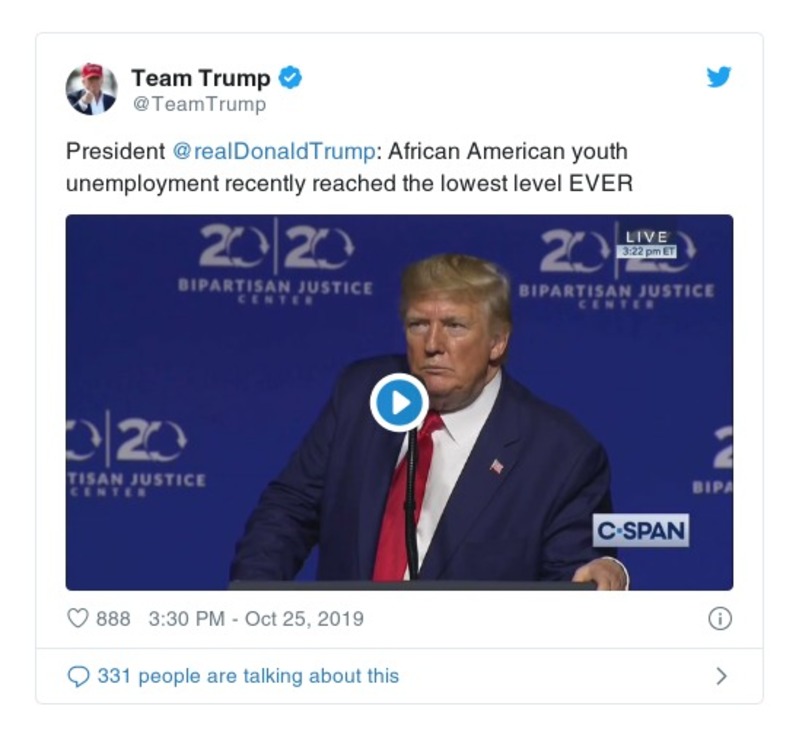 Team Trump
@TeamTrump
President @realDonaldTrump: African American youth
unemployment recently reached the lowest level EVER
20|20
BIPARTISAN JUSTICE
CENTER
LIVE
3:22 pm ET
20|20
BIPARTISAN JUSTICE
CENTER
20
TISAN JUSTICE
CENTER
2
BIPA
C-SPAN
888 3:30 PM - Oct 25, 2019
331 people are talking about this